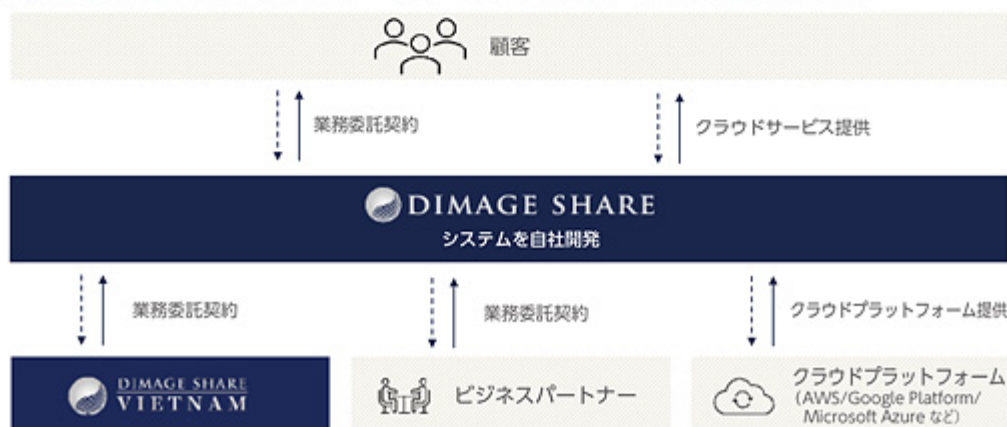 顧客
業務委託契約
クラウドサービス提供
DIMAGE SHARE
システムを自社開発
業務委託契約
業務委託契約
クラウドプラットフォーム提供
DIMAGE SHARE
VIETNAM
ビジネスパートナー
クラウドプラットフォーム
(AWS/Google Platform/
Microsoft Azure など)